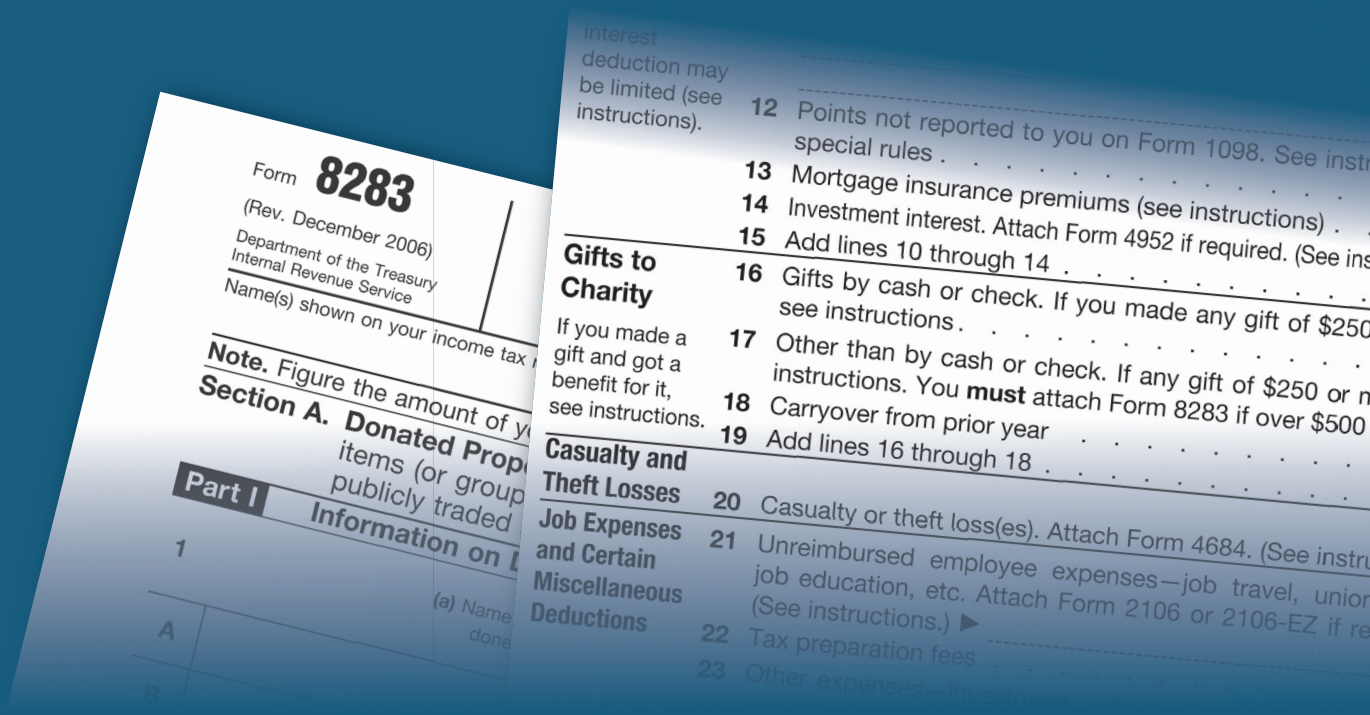 Form 8283
(Rev. December 2006)
Department of the Treasury
Internal Revenue Service
Name(s) shown on your income tax
Note. Figure the amount of
Section A. Donated
items (or
publicly traded
Part I
Information on
1
(a) Name
A
B
interest
deduction may
be limited (see
instructions).
12 Points not reported to you on Form 1098. See
special rules .
13 Mortgage insurance premiums (see instructions) .
14 Investment interest. Attach Form 4952 if required. (See
15 Add lines 10 through 14 .
Gifts to
Charity
If you made a
gift and got a
benefit for it,
see instructions.
16 Gifts by cash or check. If you made any gift of $250
see instructions .
17 Other than by cash or check. If any gift of $250 or
instructions. You must attach Form 8283 if over $500
18 Carryover from prior year
19 Add lines 16 through 18 .
Casualty and
Theft Losses
20 Casualty or theft loss(es). Attach Form 4684. (See
Job Expenses
and Certain
Miscellaneous
Deductions
21 Unreimbursed employee expenses—job travel, union
job education, etc. Attach Form 2106 or 2106-EZ if
(See instructions.) ▶
22 Tax preparation fees
23 Other expenses—investment